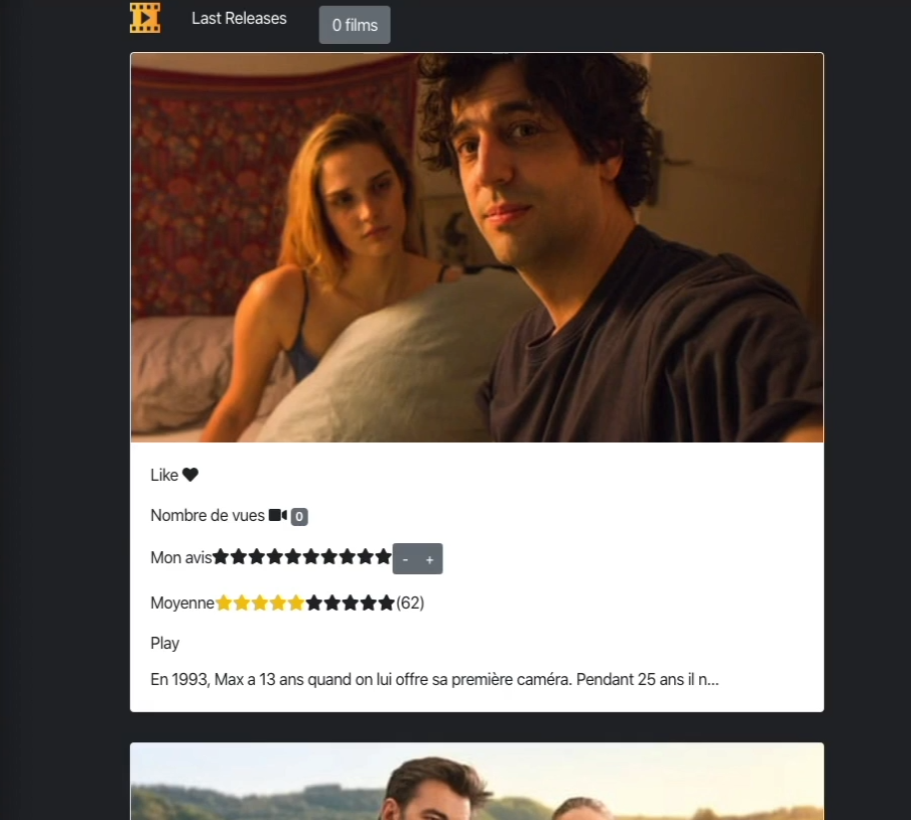 Last Releases 0 films
Like
Nombre de vues 0
Mon avis - +
Moyenne (62)
Play
En 1993, Max a 13 ans quand on lui offre sa première caméra. Pendant 25 ans il n...